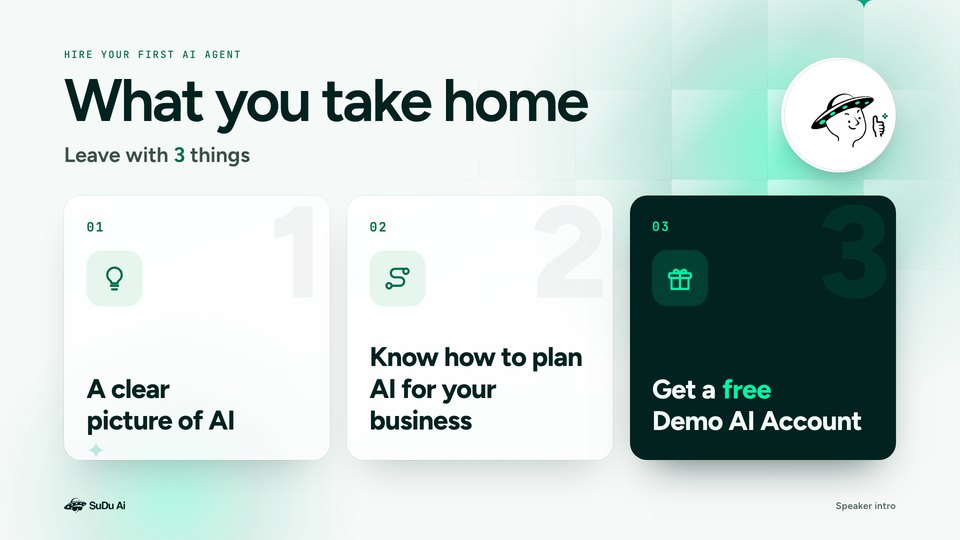 HIRE YOUR FIRST AI AGENT
What you take home
Leave with 3 things
01
1
A clear
picture of AI
02
2
Know how to plan
AI for your
business
03
3
Get a free
Demo AI Account
SuDu Ai
Speaker intro